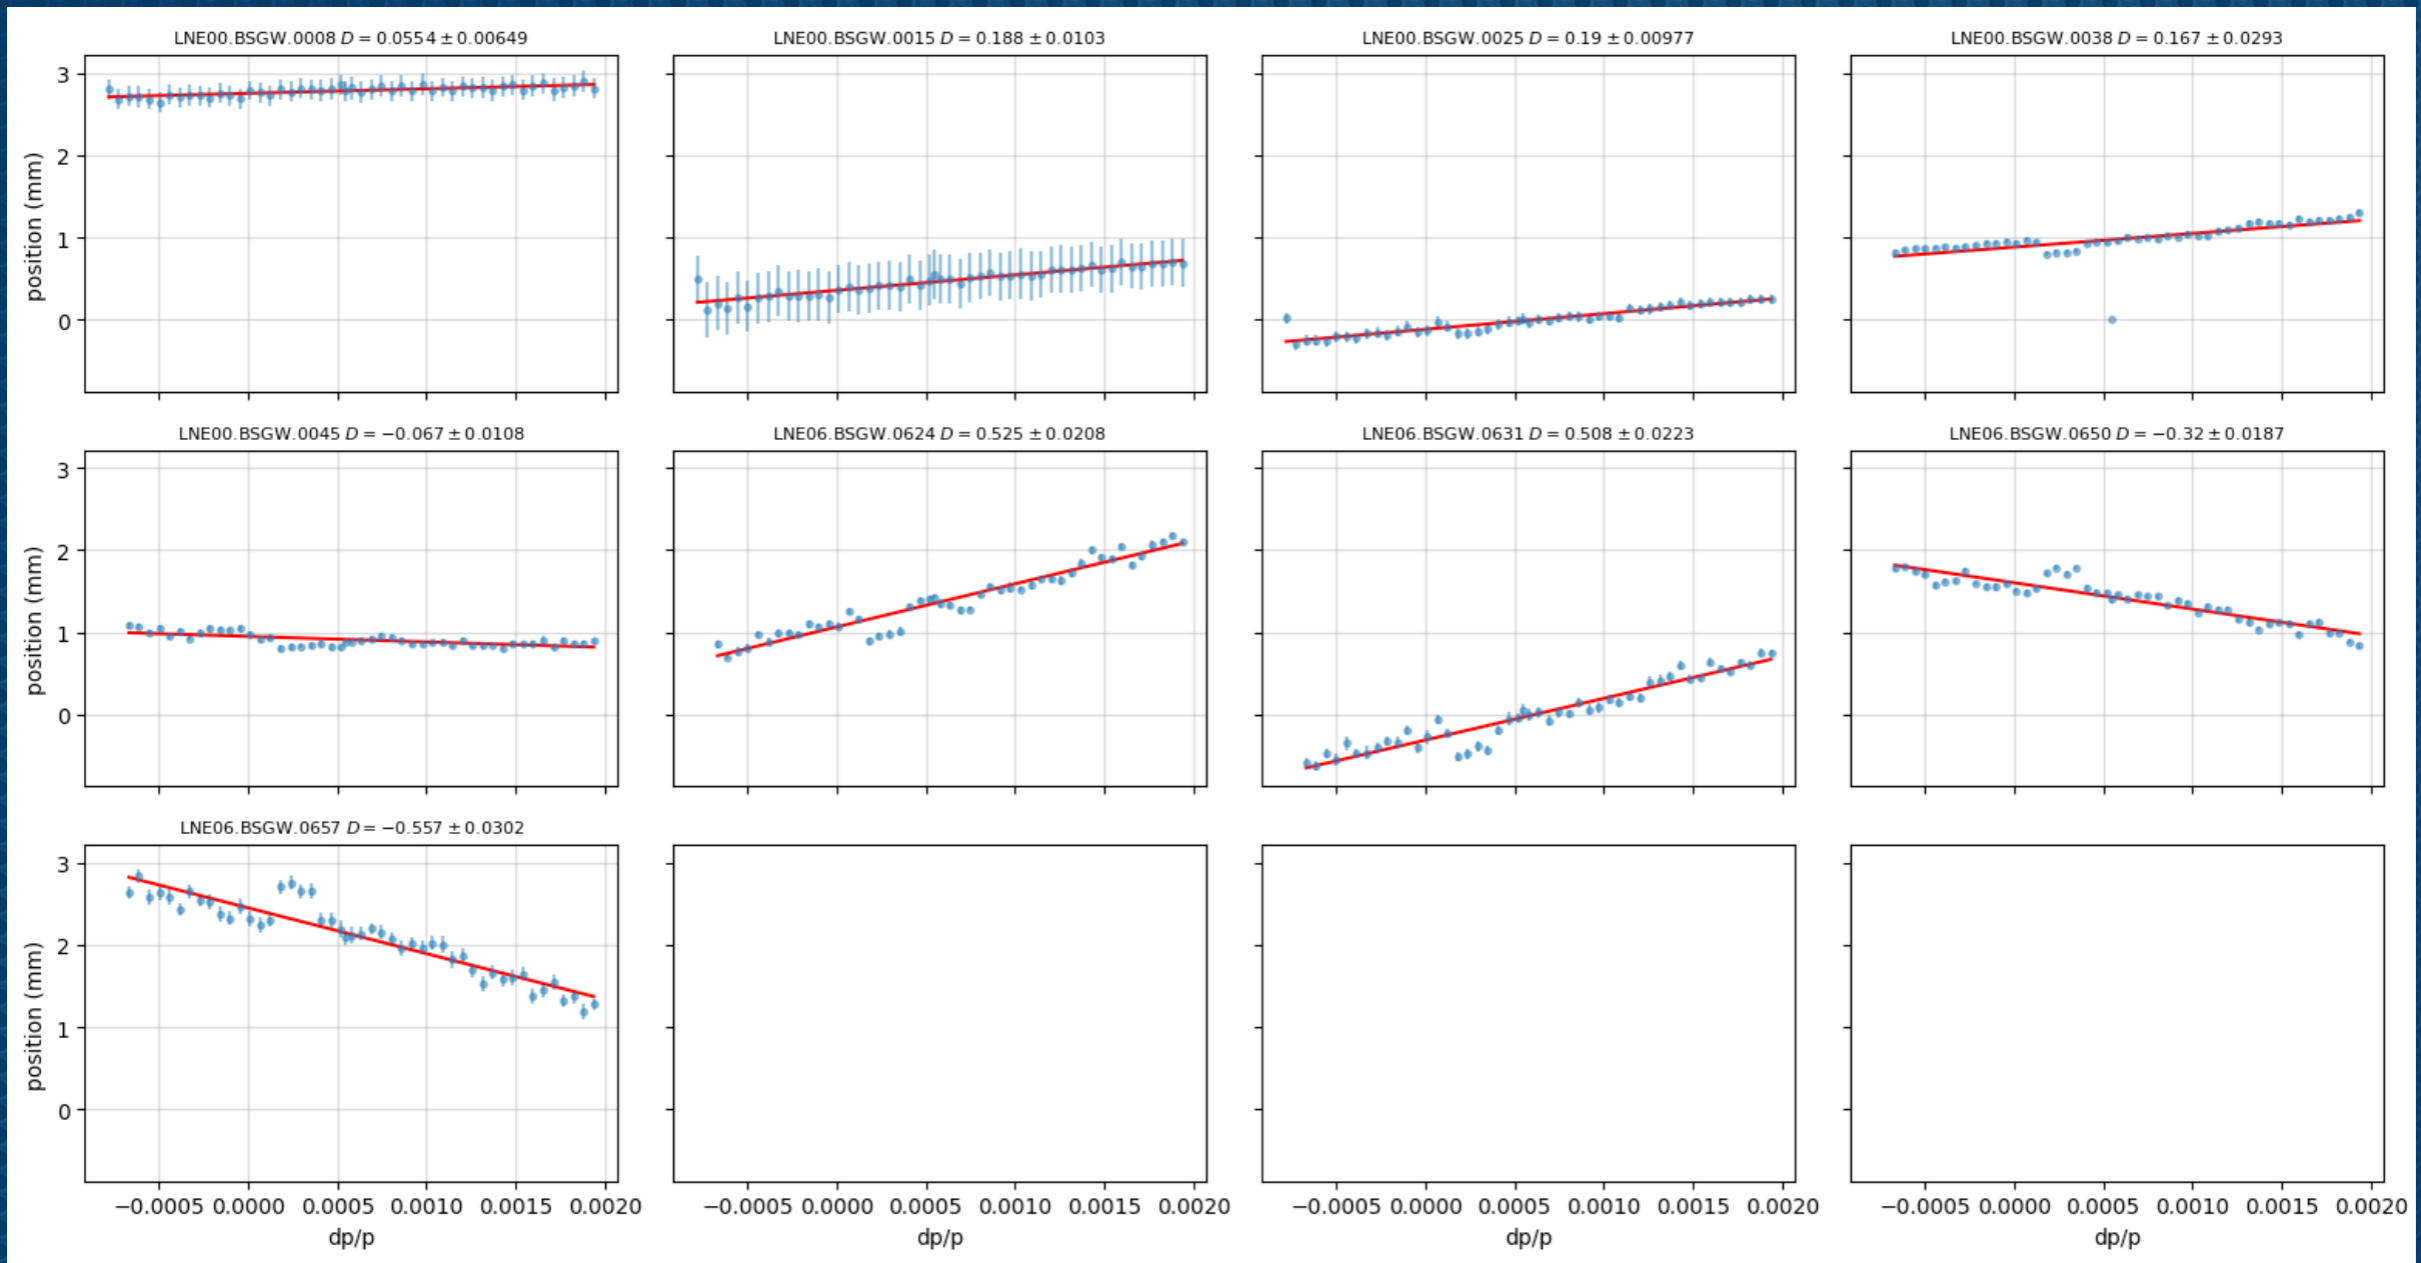 LNE00.BSGW.0008 D = 0.0554 ± 0.00649
LNE00.BSGW.0015 D = 0.188 ± 0.0103
LNE00.BSGW.0025 D = 0.19 ± 0.00977
LNE00.BSGW.0038 D = 0.167 ± 0.0293
position (mm)
3
2
1
0
LNE00.BSGW.0045 D = −0.067 ± 0.0108
LNE06.BSGW.0624 D = 0.525 ± 0.0208
LNE06.BSGW.0631 D = 0.508 ± 0.0223
LNE06.BSGW.0650 D = −0.32 ± 0.0187
position (mm)
3
2
1
0
LNE06.BSGW.0657 D = −0.557 ± 0.0302
position (mm)
3
2
1
0
−0.0005 0.0000 0.0005 0.0010 0.0015 0.0020
−0.0005 0.0000 0.0005 0.0010 0.0015 0.0020
−0.0005 0.0000 0.0005 0.0010 0.0015 0.0020
−0.0005 0.0000 0.0005 0.0010 0.0015 0.0020
dp/p
dp/p
dp/p
dp/p